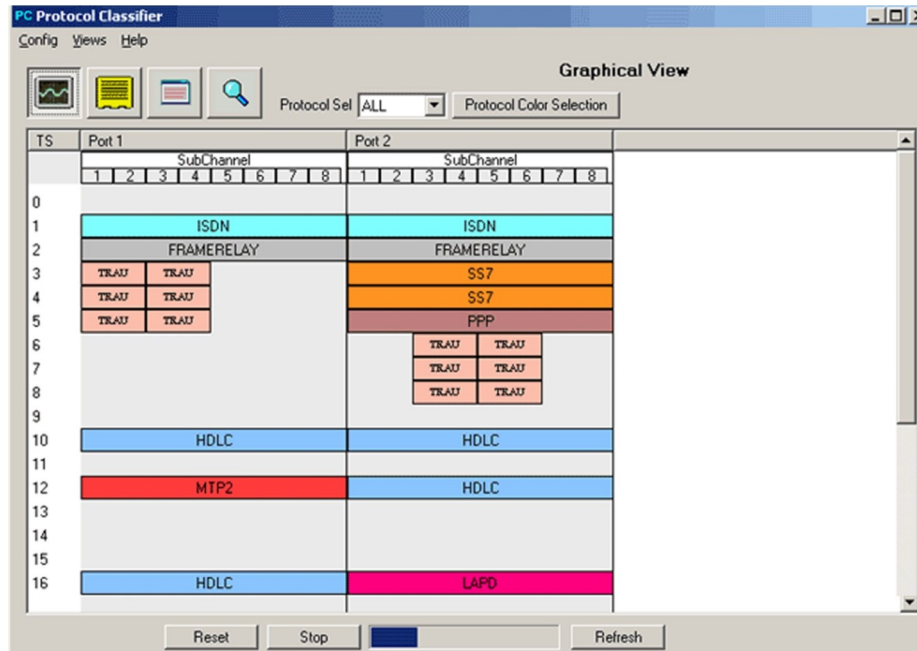 PC Protocol Classifier
Config Views Help
Graphical View
Protocol Sel ALL Protocol Color Selection
TS Port 1 Port 2
SubChannel SubChannel
1 2 3 4 5 6 7 8 1 2 3 4 5 6 7 8
0
1 ISDN ISDN
2 FRAMERELAY FRAMERELAY
3 TRAU TRAU SS7
4 TRAU TRAU SS7
5 TRAU TRAU PPP
6 TRAU TRAU
7 TRAU TRAU
8 TRAU TRAU
9
10 HDLC HDLC
11
12 MTP2 HDLC
13
14
15
16 HDLC LAPD
Reset Stop Refresh